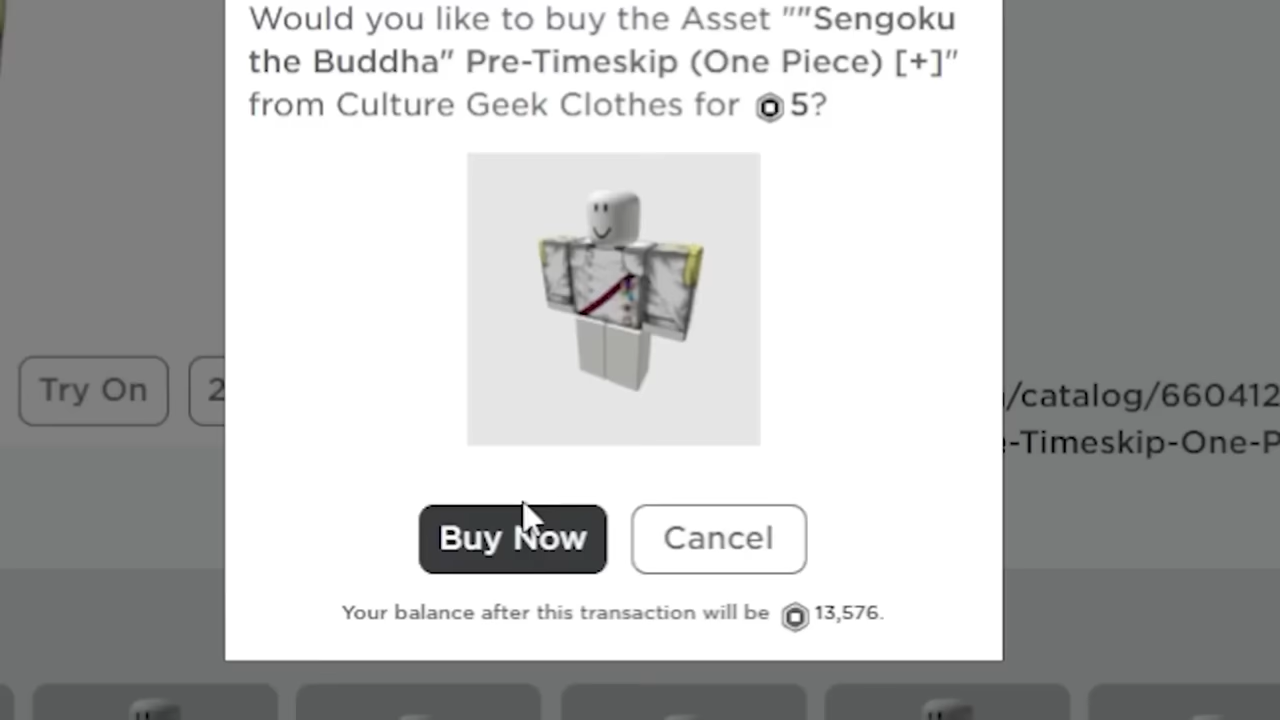 Would you like to buy the Asset ""Sengoku
the Buddha" Pre-Timeskip (One Piece) [+]"
from Culture Geek Clothes for 5?
Try On
2
/catalog/660412
-Timeskip-One-P
Buy Now
Cancel
Your balance after this transaction will be 13,576.